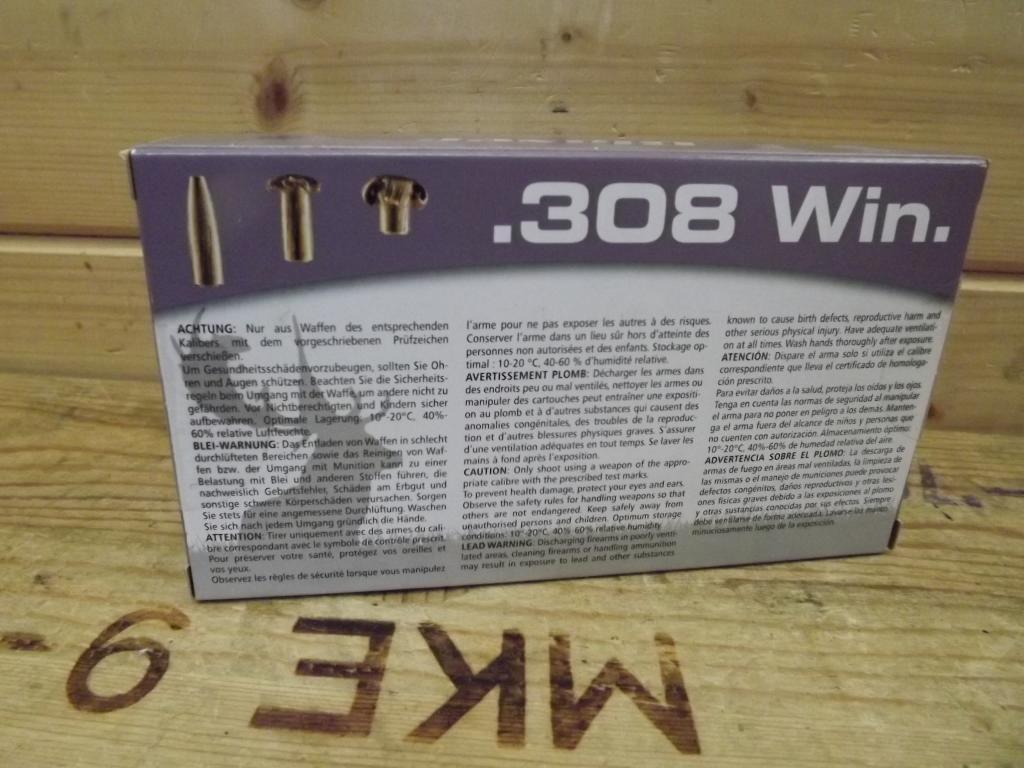 .308 Win.
ACHTUNG: Nur aus Waffen des entsprechenden
Kalibers mit dem vorgeschriebenen Prüfzeichen
verschießen.
Um Gesundheitsschädenvorzubeugen, sollten Sie Oh-
ren und Augen schützen. Beachten Sie die Sicherheits-
regeln beim Umgang mit der Waffe um andere nicht zu
gefährden. Vor Nichtberechtigten und Kindern sicher
aufbewahren. Optimale Lagerung 10°-20°C, 40%-
60% relative Luftfeuchte.
BLEI-WARNUNG: Das Entladen von Waffen in schlecht
durchlüfteten Bereichen sowie das Reinigen von Waf-
fen bzw. der Umgang mit Munition kann zu einer
Belastung mit Blei und anderen Stoffen führen, die
nachweislich Geburtsfehler, Schäden am Erbgut und
sonstige schwere Körperschäden verursachen. Sorgen
Sie stets für eine angemessene Durchlüftung. Waschen
Sie sich nach jedem Umgang gründlich die Hände.
ATTENTION: Tirer uniquement avec des armes du cali-
bre correspondant avec le symbole de contrôle prescrit.
Pour préserver votre santé, protégez vos oreilles et
vos yeux.
Observez les règles de sécurité lorsque vous manipulez
l'arme pour ne pas exposer les autres à des risques.
Conserver l'arme dans un lieu sûr hors d'atteinte des
personnes non autorisées et des enfants. Stockage op-
timal : 10-20 °C, 40-60 % d'humidité relative.
AVERTISSEMENT PLOMB: Décharger les armes dans
des endroits peu ou mal ventilés, nettoyer les armes ou
manipuler des cartouches peut entraîner une expositi-
on au plomb et à d'autres substances qui causent des
anomalies congénitales, des troubles de la reproduc-
tion et d'autres blessures physiques graves. S'assurer
d'une ventilation adéquate en tout temps. Se laver les
mains à fond après l'exposition.
CAUTION: Only shoot using a weapon of the appro-
priate calibre with the prescribed test marks.
To prevent health damage, protect your eyes and ears.
Observe the safety rules for handling weapons so that
others are not endangered. Keep safely away from
unauthorised persons and children. Optimum storage
conditions: 10°-20°C, 40%-60% relative humidity.
LEAD WARNING: Discharging firearms in poorly venti-
lated areas, cleaning firearms or handling ammunition
may result in exposure to lead and other substances
known to cause birth defects, reproductive harm and
other serious physical injury. Have adequate ventilati-
on at all times. Wash hands thoroughly after exposure.
ATENCIÓN: Dispare el arma solo si utiliza el calibre
correspondiente que lleva el certificado de homologa-
ción prescrito.
Para evitar daños a la salud, proteja los oídos y los ojos.
Tenga en cuenta las normas de seguridad al manipular
el arma para no poner en peligro a los demás. Manten-
ga el arma fuera del alcance de niños y personas que
no cuenten con autorización. Almacenamiento óptimo:
10°-20°C, 40%-60% de humedad relativa del aire.
ADVERTENCIA SOBRE EL PLOMO: La descarga de
armas de fuego en áreas mal ventiladas, la limpieza de
las mismas o el manejo de municiones puede provocar
defectos congénitos, daños reproductivos y otras lesi-
ones físicas graves debido a las exposiciones al plomo
y otras sustancias conocidas por sus efectos. Siempre
debe ventilarse de forma adecuada. Lavarse las manos
minuciosamente luego de la exposición.
MKE 9